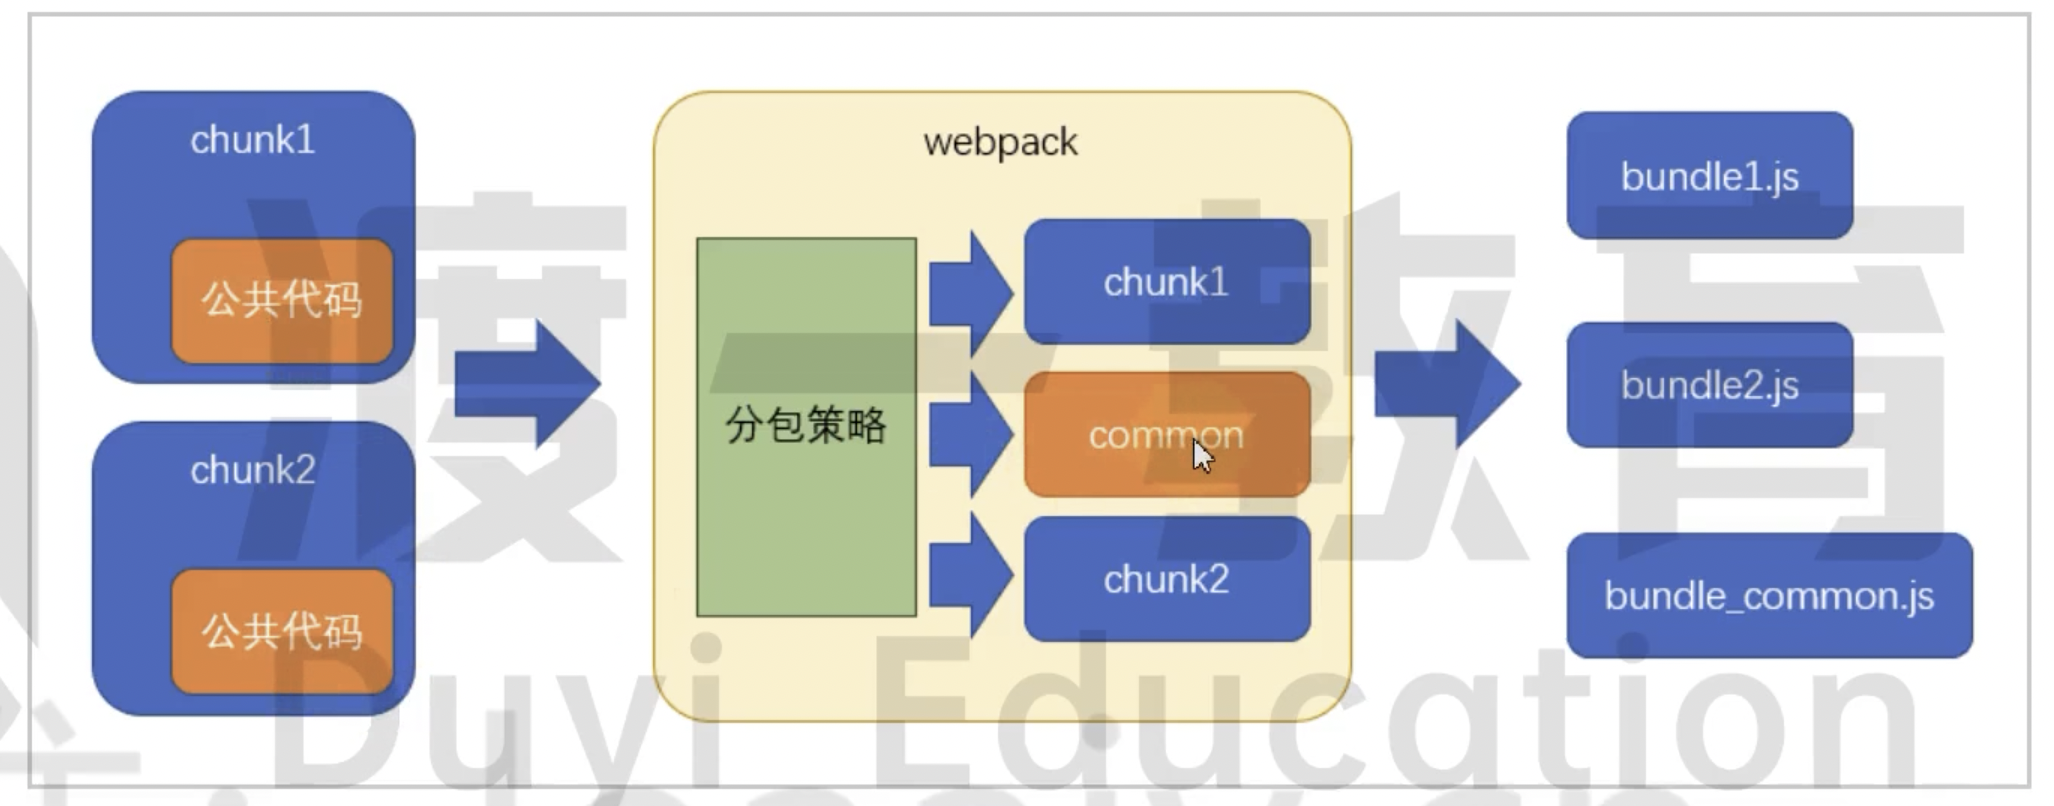 chunk1
公共代码
chunk2
公共代码
webpack
分包策略
chunk1
common
chunk2
bundle1.js
bundle2.js
bundle_common.js
渡一教育
Duyi Education